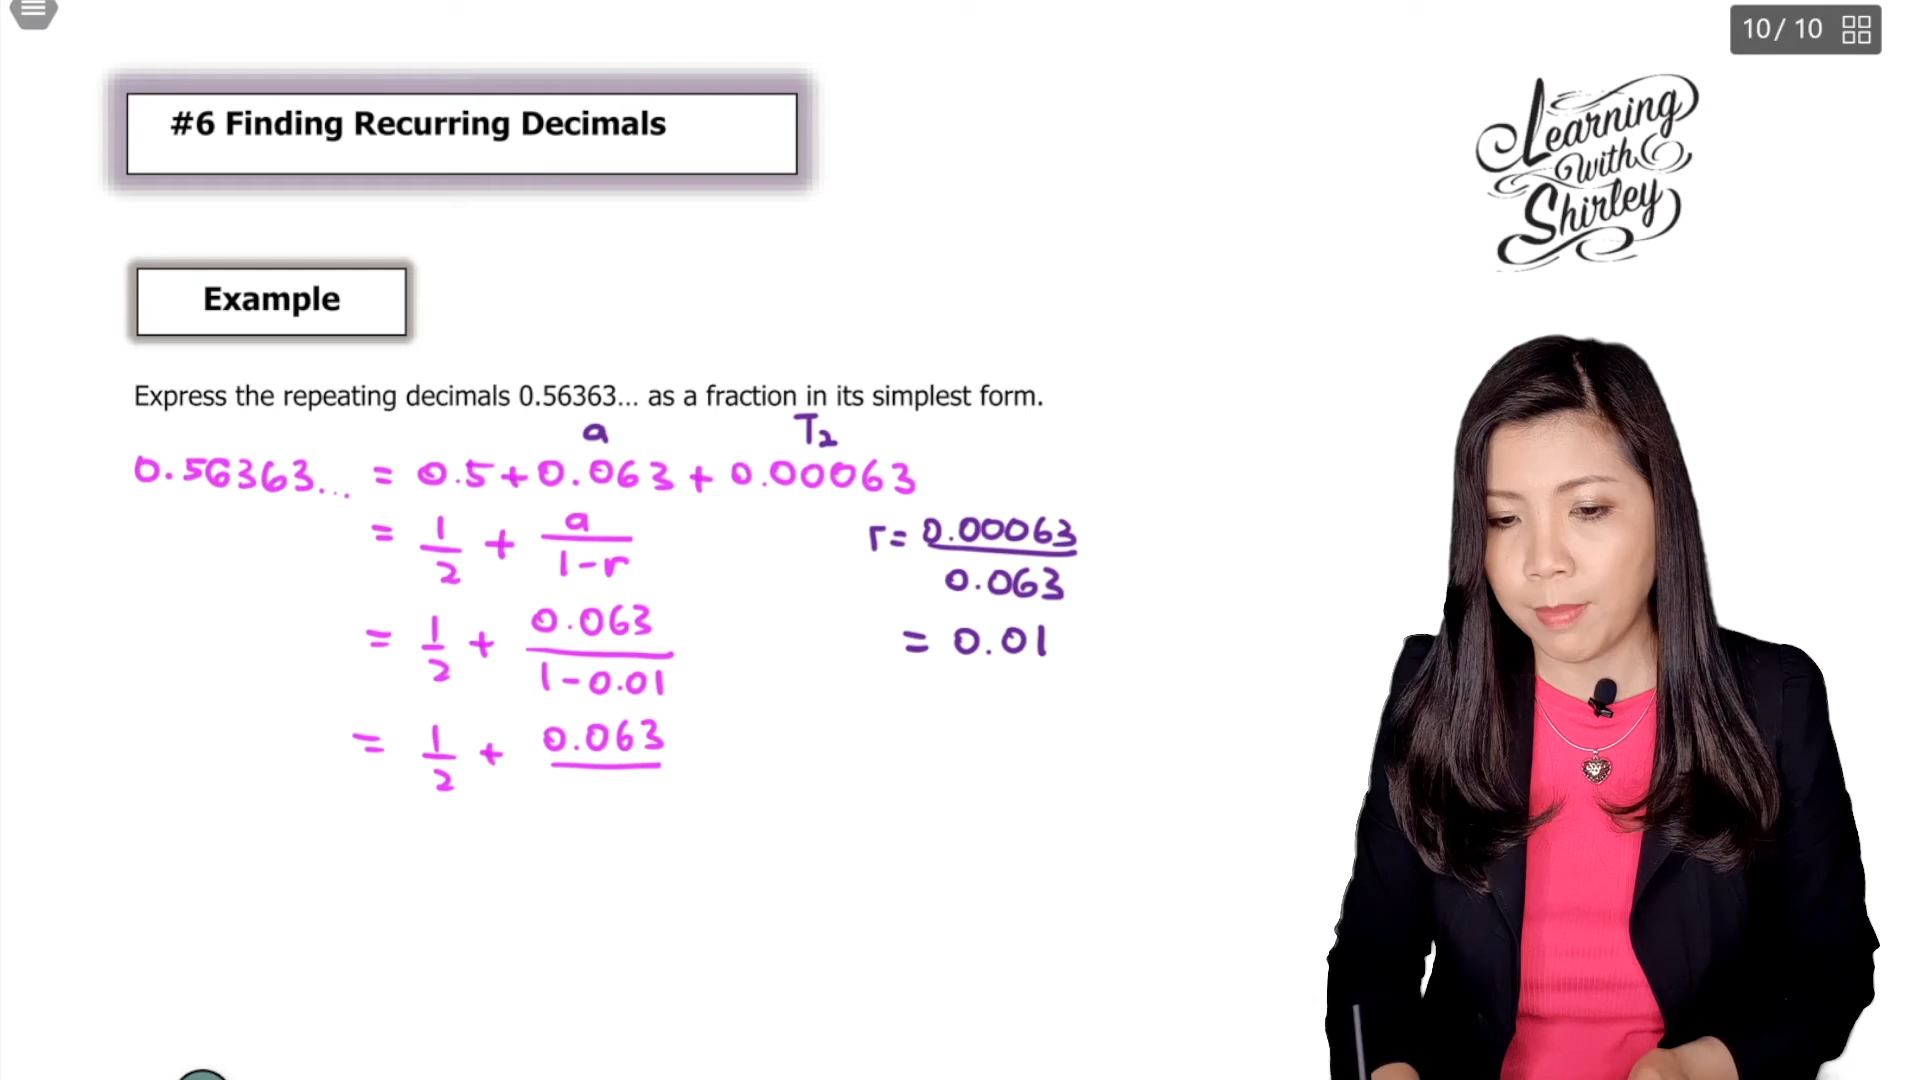 10/ 10
#6 Finding Recurring Decimals
Learning
with
Shirley
Example
Express the repeating decimals 0.56363... as a fraction in its simplest form.
a T₂
0.56363... = 0.5 + 0.063 + 0.00063
= 1/2 + a/(1-r)
r = 0.00063/0.063
= 1/2 + 0.063/(1-0.01)
= 0.01
= 1/2 + 0.063